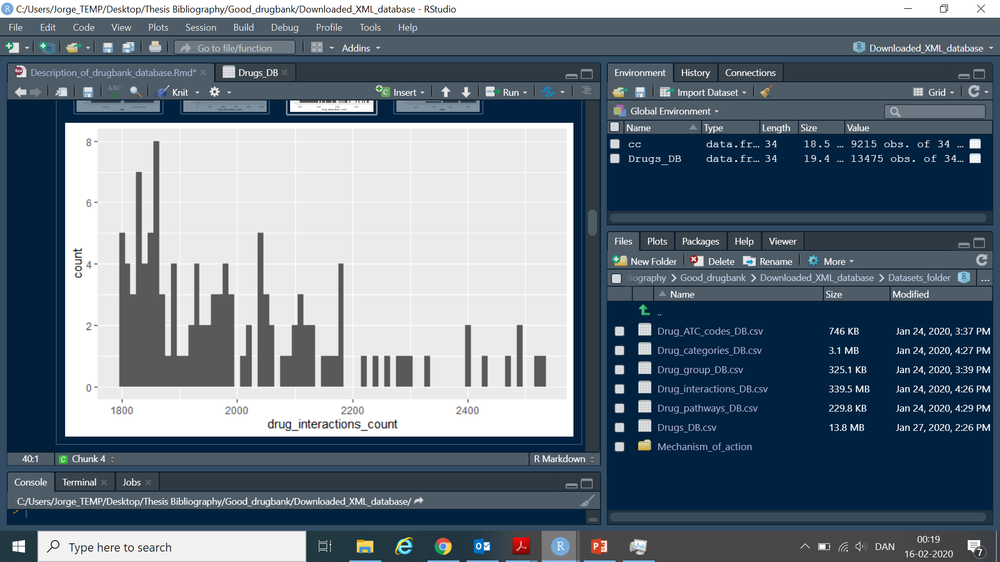 C:/Users/Jorge_TEMP/Desktop/Thesis Bibliography/Good_drugbank/Downloaded_XML_database - RStudio
File Edit Code View Plots Session Build Debug Profile Tools Help
Go to file/function Addins Downloaded_XML_database
Description_of_drugbank_database.Rmd* Drugs_DB
ABC Knit Insert Run
type drug_interactions_count drug_interactions_count state
8
6
4
2
0
count
1800 2000 2200 2400
drug_interactions_count
40:1 Chunk 4 R Markdown
Console Terminal Jobs
C:/Users/Jorge_TEMP/Desktop/Thesis Bibliography/Good_drugbank/Downloaded_XML_database/
>
Environment History Connections
Import Dataset Grid
Global Environment
Name Type Length Size Value
cc data.fr… 34 18.5 … 9215 obs. of 34 …
Drugs_DB data.fr… 34 19.4 … 13475 obs. of 34…
Files Plots Packages Help Viewer
New Folder Delete Rename More
liography Good_drugbank Downloaded_XML_database Datasets_folder ...
Name Size Modified
..
Drug_ATC_codes_DB.csv 746 KB Jan 24, 2020, 3:37 PM
Drug_categories_DB.csv 3.1 MB Jan 24, 2020, 4:27 PM
Drug_group_DB.csv 325.1 KB Jan 24, 2020, 3:39 PM
Drug_interactions_DB.csv 339.5 MB Jan 24, 2020, 4:26 PM
Drug_pathways_DB.csv 229.8 KB Jan 24, 2020, 4:29 PM
Drugs_DB.csv 13.8 MB Jan 27, 2020, 2:26 PM
Mechanism_of_action
Type here to search
DAN
00:19
16-02-2020
7